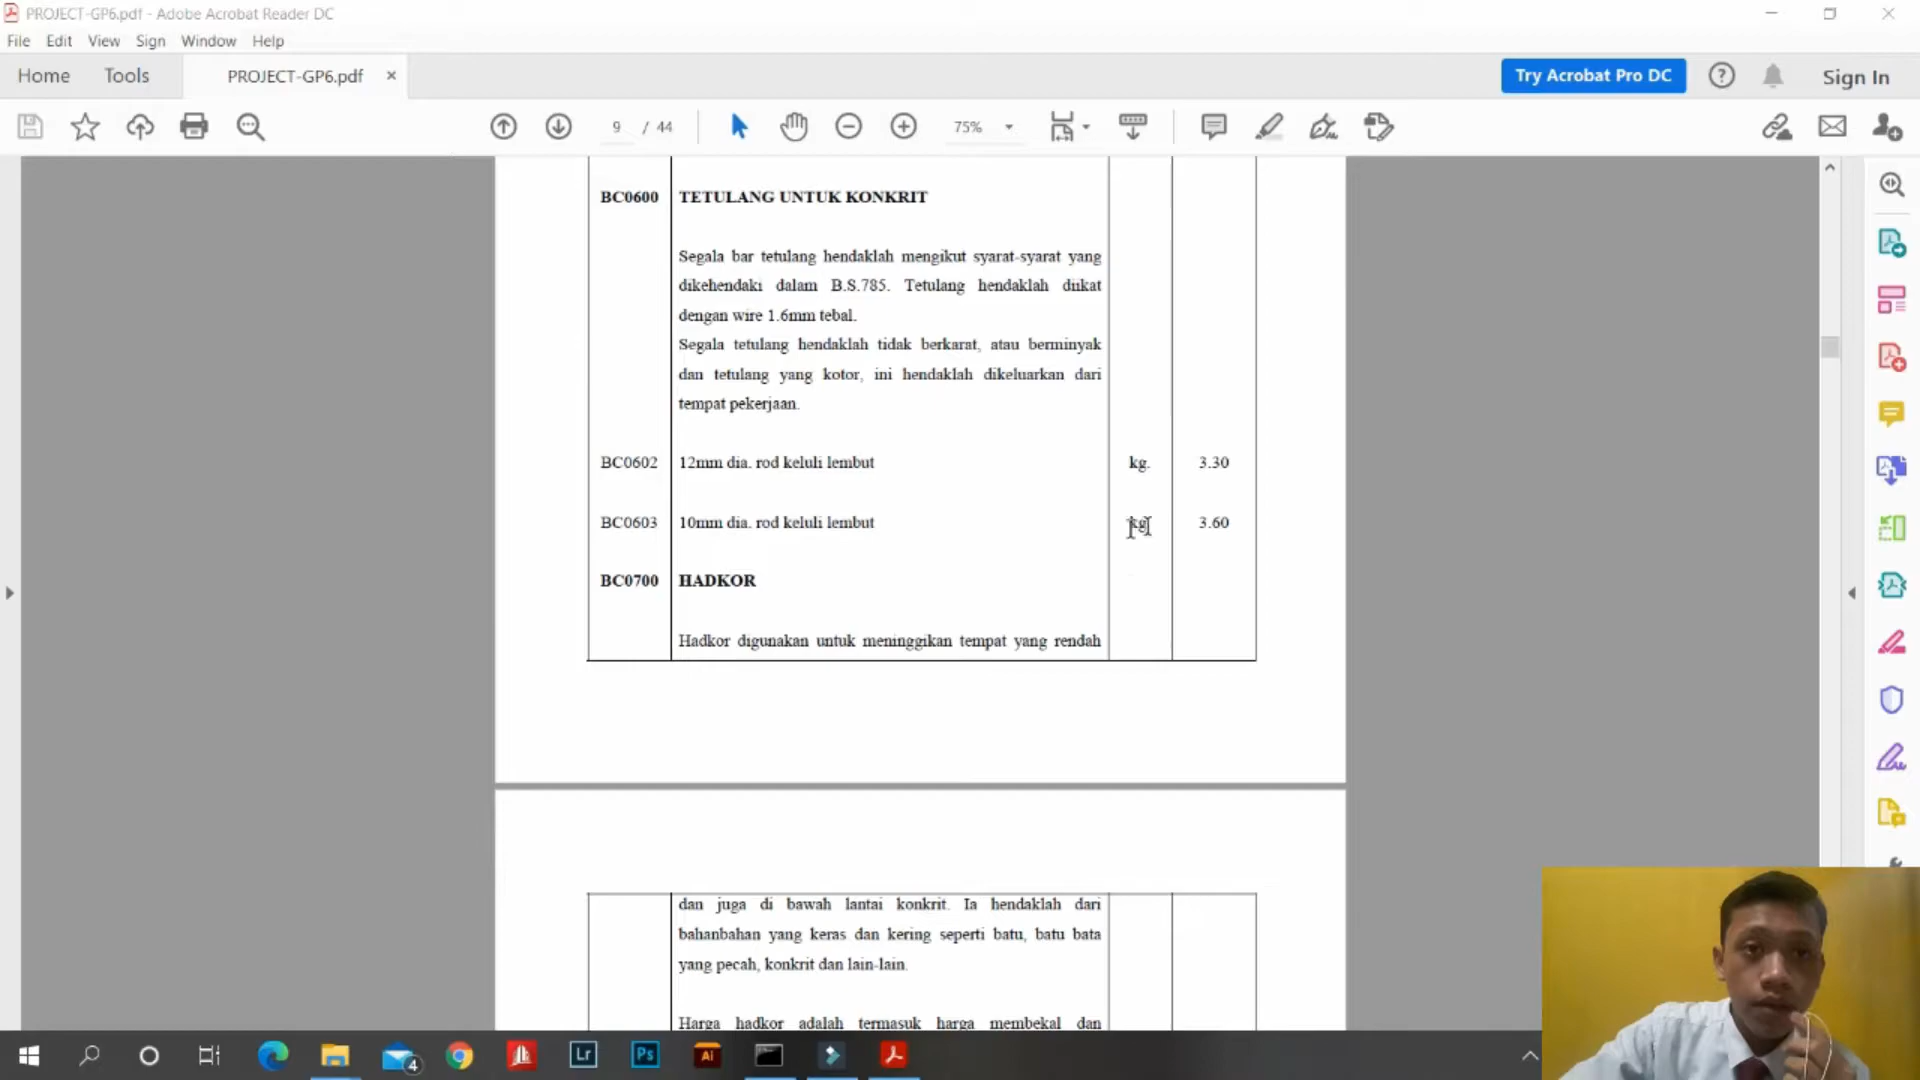 PROJECT-GP6.pdf - Adobe Acrobat Reader DC
File Edit View Sign Window Help
Home Tools PROJECT-GP6.pdf
Try Acrobat Pro DC
Sign In
9 / 44
75%
BC0600 TETULANG UNTUK KONKRIT
Segala bar tetulang hendaklah mengikut syarat-syarat yang
dikehendaki dalam B.S.785. Tetulang hendaklah diikat
dengan wire 1.6mm tebal.
Segala tetulang hendaklah tidak berkarat, atau berminyak
dan tetulang yang kotor, ini hendaklah dikeluarkan dari
tempat pekerjaan.
BC0602 12mm dia. rod keluli lembut kg. 3.30
BC0603 10mm dia. rod keluli lembut kg 3.60
BC0700 HADKOR
Hadkor digunakan untuk meninggikan tempat yang rendah
dan juga di bawah lantai konkrit. Ia hendaklah dari
bahanbahan yang keras dan kering seperti batu, batu bata
yang pecah, konkrit dan lain-lain.
Harga hadkor adalah termasuk harga membekal dan
4
Lr
Ps
Ai